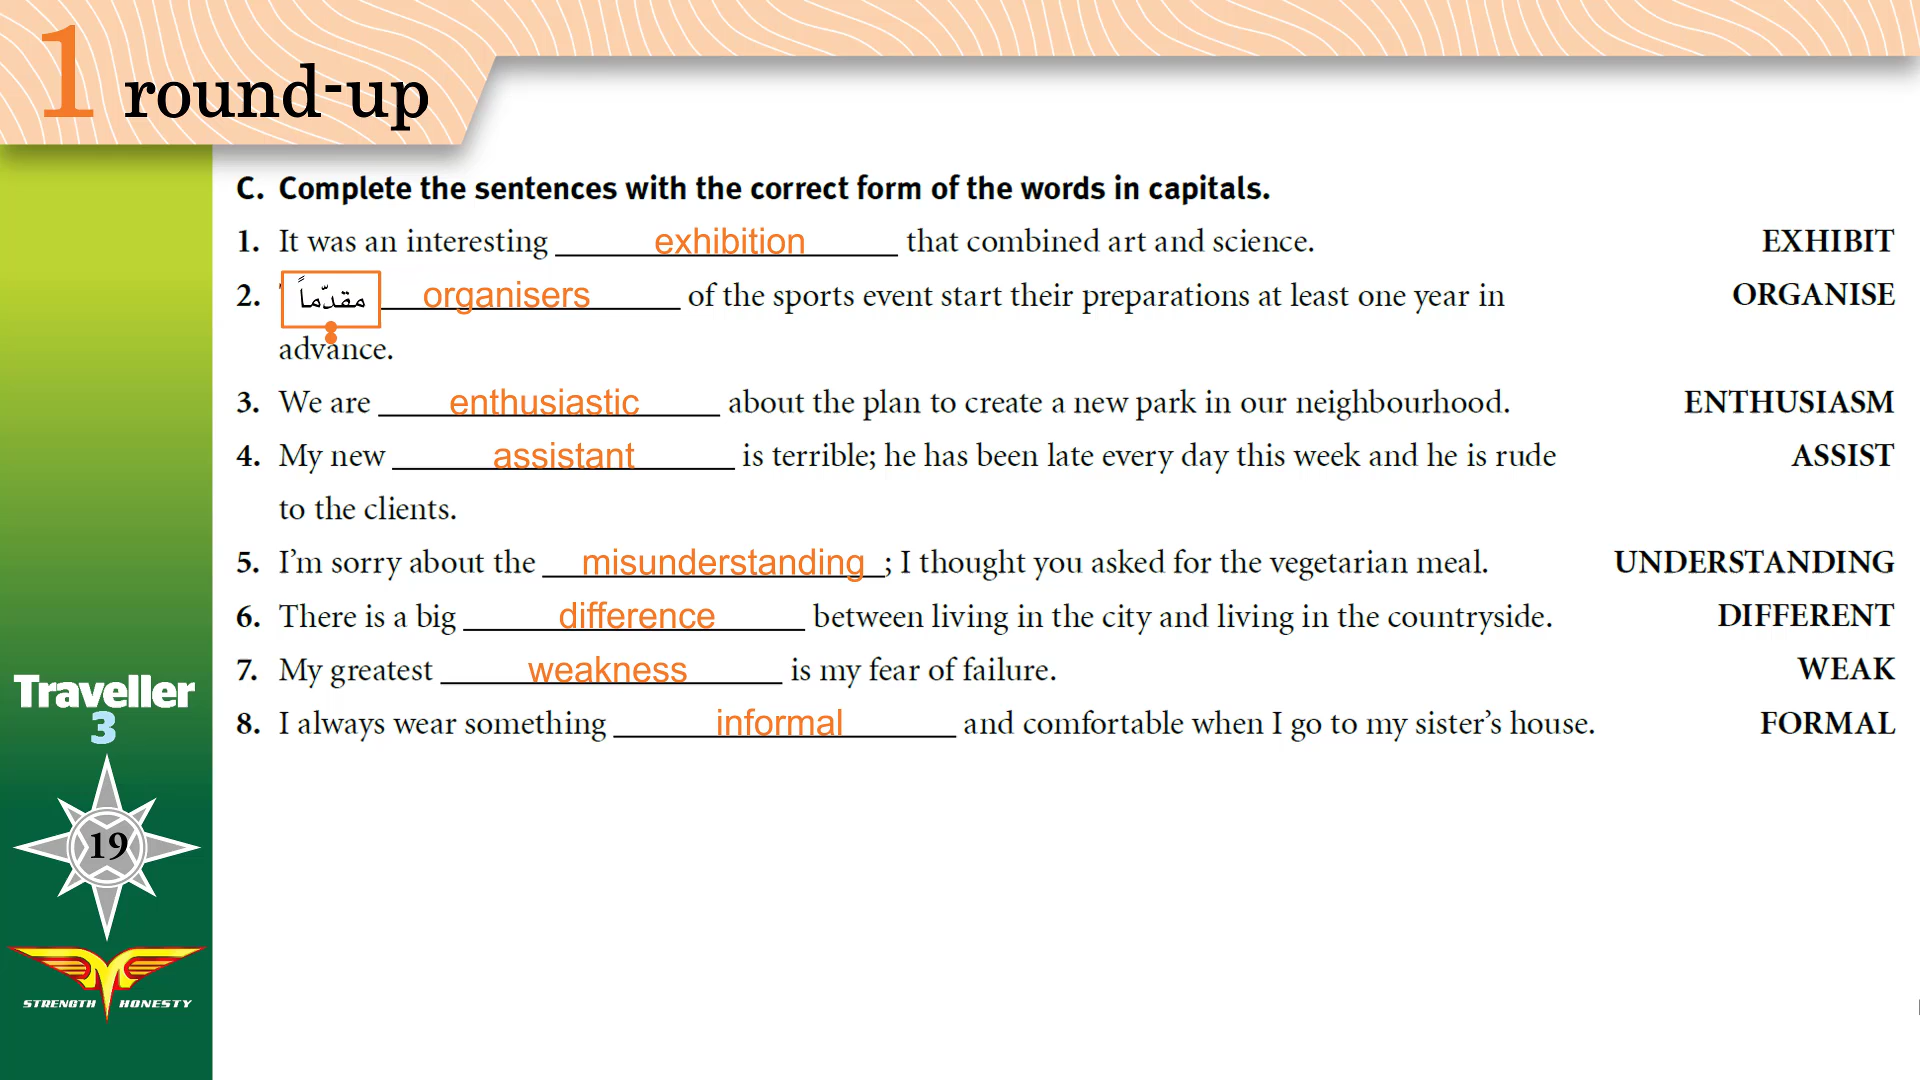 1 round-up
C. Complete the sentences with the correct form of the words in capitals.
1. It was an interesting exhibition that combined art and science. EXHIBIT
2. مقدّماً organisers of the sports event start their preparations at least one year in ORGANISE
advance.
3. We are enthusiastic about the plan to create a new park in our neighbourhood. ENTHUSIASM
4. My new assistant is terrible; he has been late every day this week and he is rude ASSIST
to the clients.
5. I'm sorry about the misunderstanding; I thought you asked for the vegetarian meal. UNDERSTANDING
6. There is a big difference between living in the city and living in the countryside. DIFFERENT
7. My greatest weakness is my fear of failure. WEAK
8. I always wear something informal and comfortable when I go to my sister's house. FORMAL
Traveller
3
19
STRENGTH HONESTY